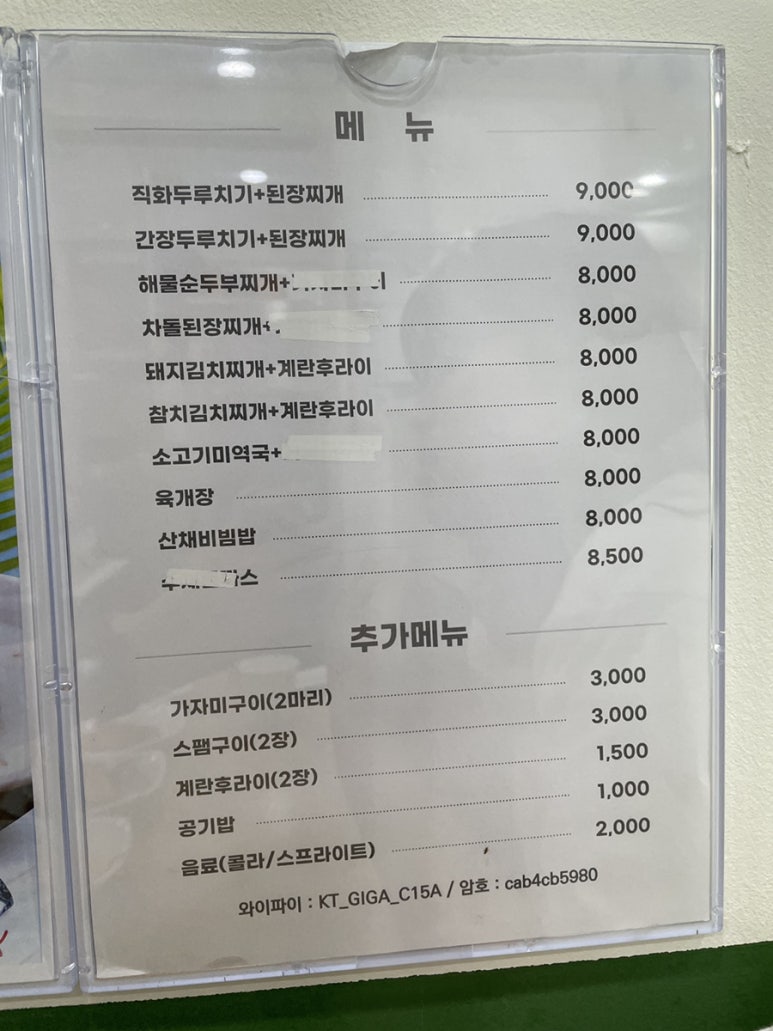 메 뉴
직화두루치기+된장찌개 9,000
간장두루치기+된장찌개 9,000
해물순두부찌개+ 8,000
차돌된장찌개+ 8,000
돼지김치찌개+계란후라이 8,000
참치김치찌개+계란후라이 8,000
소고기미역국+ 8,000
육개장 8,000
산채비빔밥 8,000
8,500
추가메뉴
가자미구이(2마리) 3,000
스팸구이(2장) 3,000
계란후라이(2장) 1,500
공기밥 1,000
음료(콜라/스프라이트) 2,000
와이파이 : KT_GIGA_C15A / 암호 : cab4cb5980